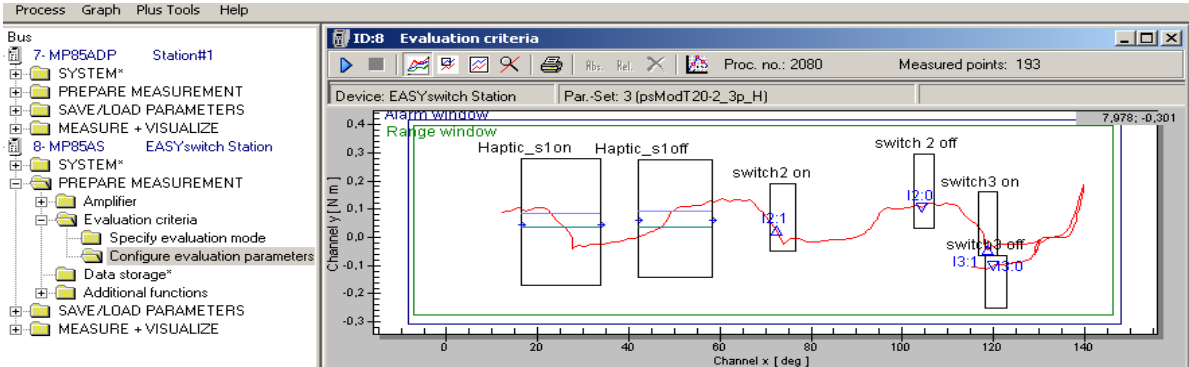 Process Graph Plus Tools Help
Bus
7- MP85ADP Station#1
SYSTEM*
PREPARE MEASUREMENT
SAVE/LOAD PARAMETERS
MEASURE + VISUALIZE
8- MP85AS EASYswitch Station
SYSTEM*
PREPARE MEASUREMENT
Amplifier
Evaluation criteria
Specify evaluation mode
Configure evaluation parameters
Data storage*
Additional functions
SAVE/LOAD PARAMETERS
MEASURE + VISUALIZE
ID:8 Evaluation criteria
Abs. Rel. Proc. no.: 2080 Measured points: 193
Device: EASYswitch Station Par.-Set: 3 (psModT20-2_3p_H)
Alarm window
7,978; -0,301
Range window
Haptic_s1on Haptic_s1off switch 2 off
switch2 on switch3 on
I2:0
I2:1
switch3 off
I3:1 I3:0
Channel y [ N m ]
0,4
0,3
0,2
0,1
0,0
-0,1
-0,2
-0,3
0 20 40 60 80 100 120 140
Channel x [ deg ]